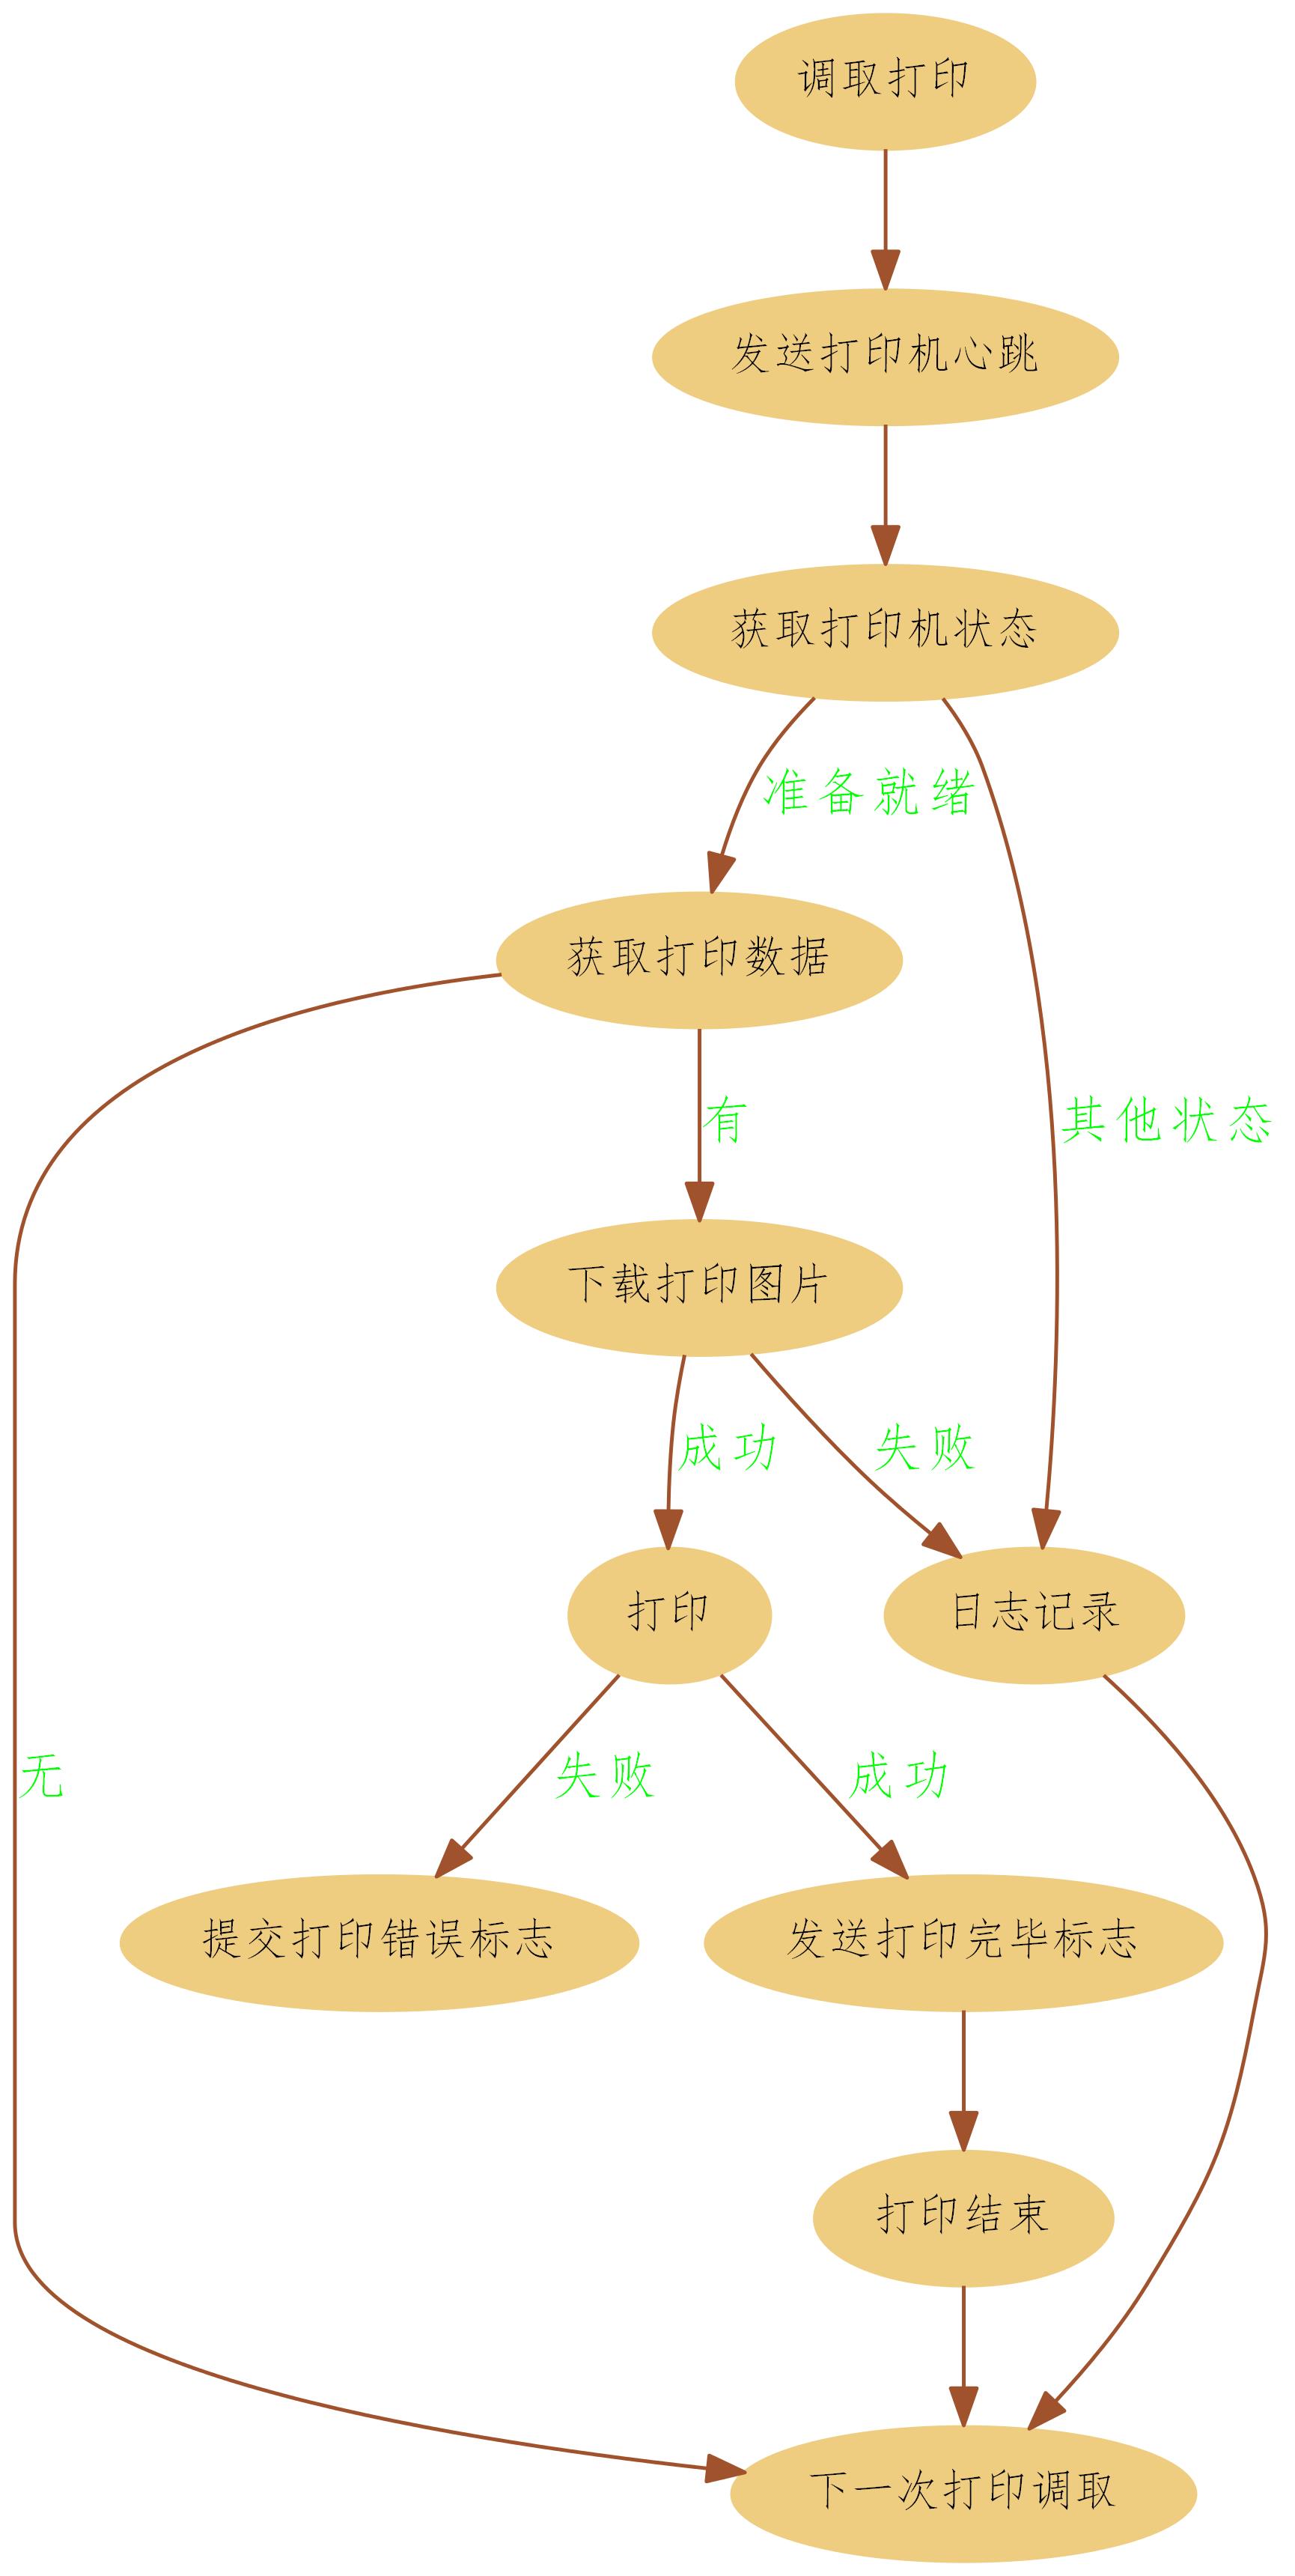 调取打印
发送打印机心跳
获取打印机状态
准备就绪
获取打印数据
有
其他状态
下载打印图片
成功
失败
打印
日志记录
无
失败
成功
提交打印错误标志
发送打印完毕标志
打印结束
下一次打印调取